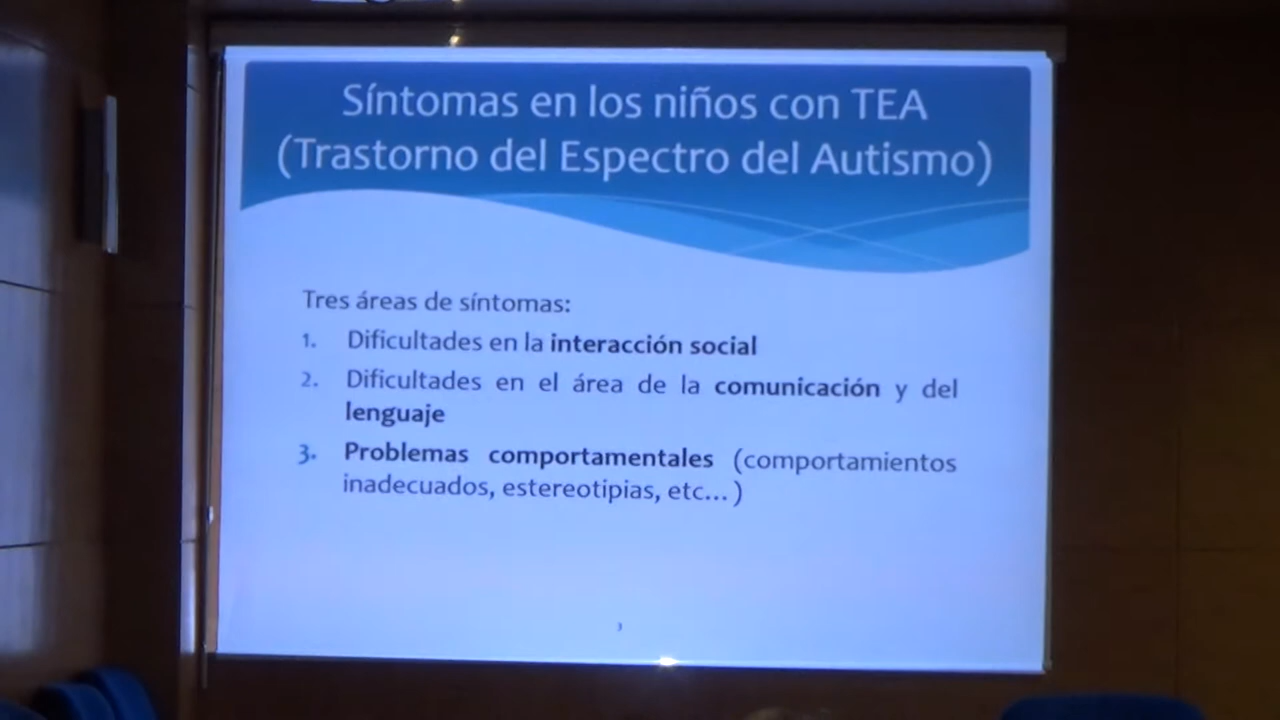 Síntomas en los niños con TEA
(Trastorno del Espectro del Autismo)
Tres áreas de síntomas:
1. Dificultades en la interacción social
2. Dificultades en el área de la comunicación y del
lenguaje
3. Problemas comportamentales (comportamientos
inadecuados, estereotipias, etc...)
3